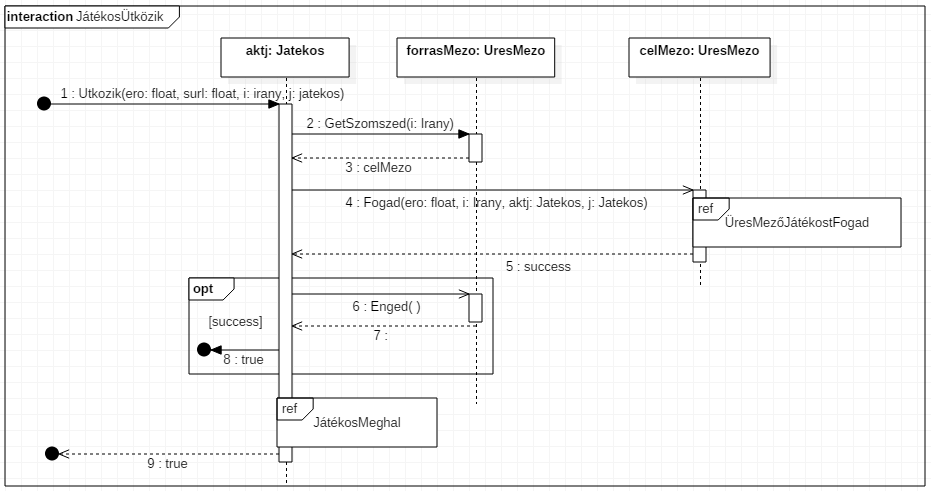 interaction JátékosÜtközik
aktj: Jatekos
forrasMezo: UresMezo
celMezo: UresMezo
1 : Utkozik(ero: float, surl: float, i: irany, j: jatekos)
2 : GetSzomszed(i: Irany)
3 : celMezo
4 : Fogad(ero: float, i: Irany, aktj: Jatekos, j: Jatekos)
ref
ÜresMezőJátékostFogad
5 : success
opt
6 : Enged( )
[success]
7 :
8 : true
ref
JátékosMeghal
9 : true